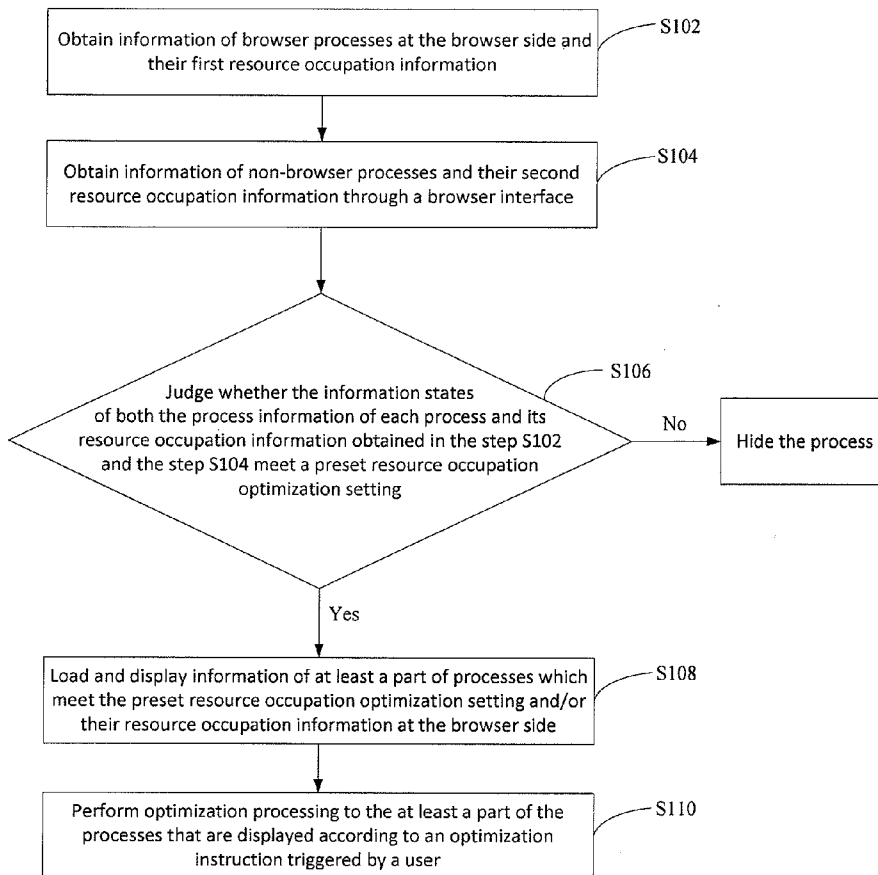 Obtain information of browser processes at the browser side and
their first resource occupation information
S102
Obtain information of non-browser processes and their second
resource occupation information through a browser interface
S104
Judge whether the information states
of both the process information of each process and its
resource occupation information obtained in the step S102
and the step S104 meet a preset resource occupation
optimization setting
S106
No
Hide the process
Yes
Load and display information of at least a part of processes which
meet the preset resource occupation optimization setting and/or
their resource occupation information at the browser side
S108
Perform optimization processing to the at least a part of the
processes that are displayed according to an optimization
instruction triggered by a user
S110